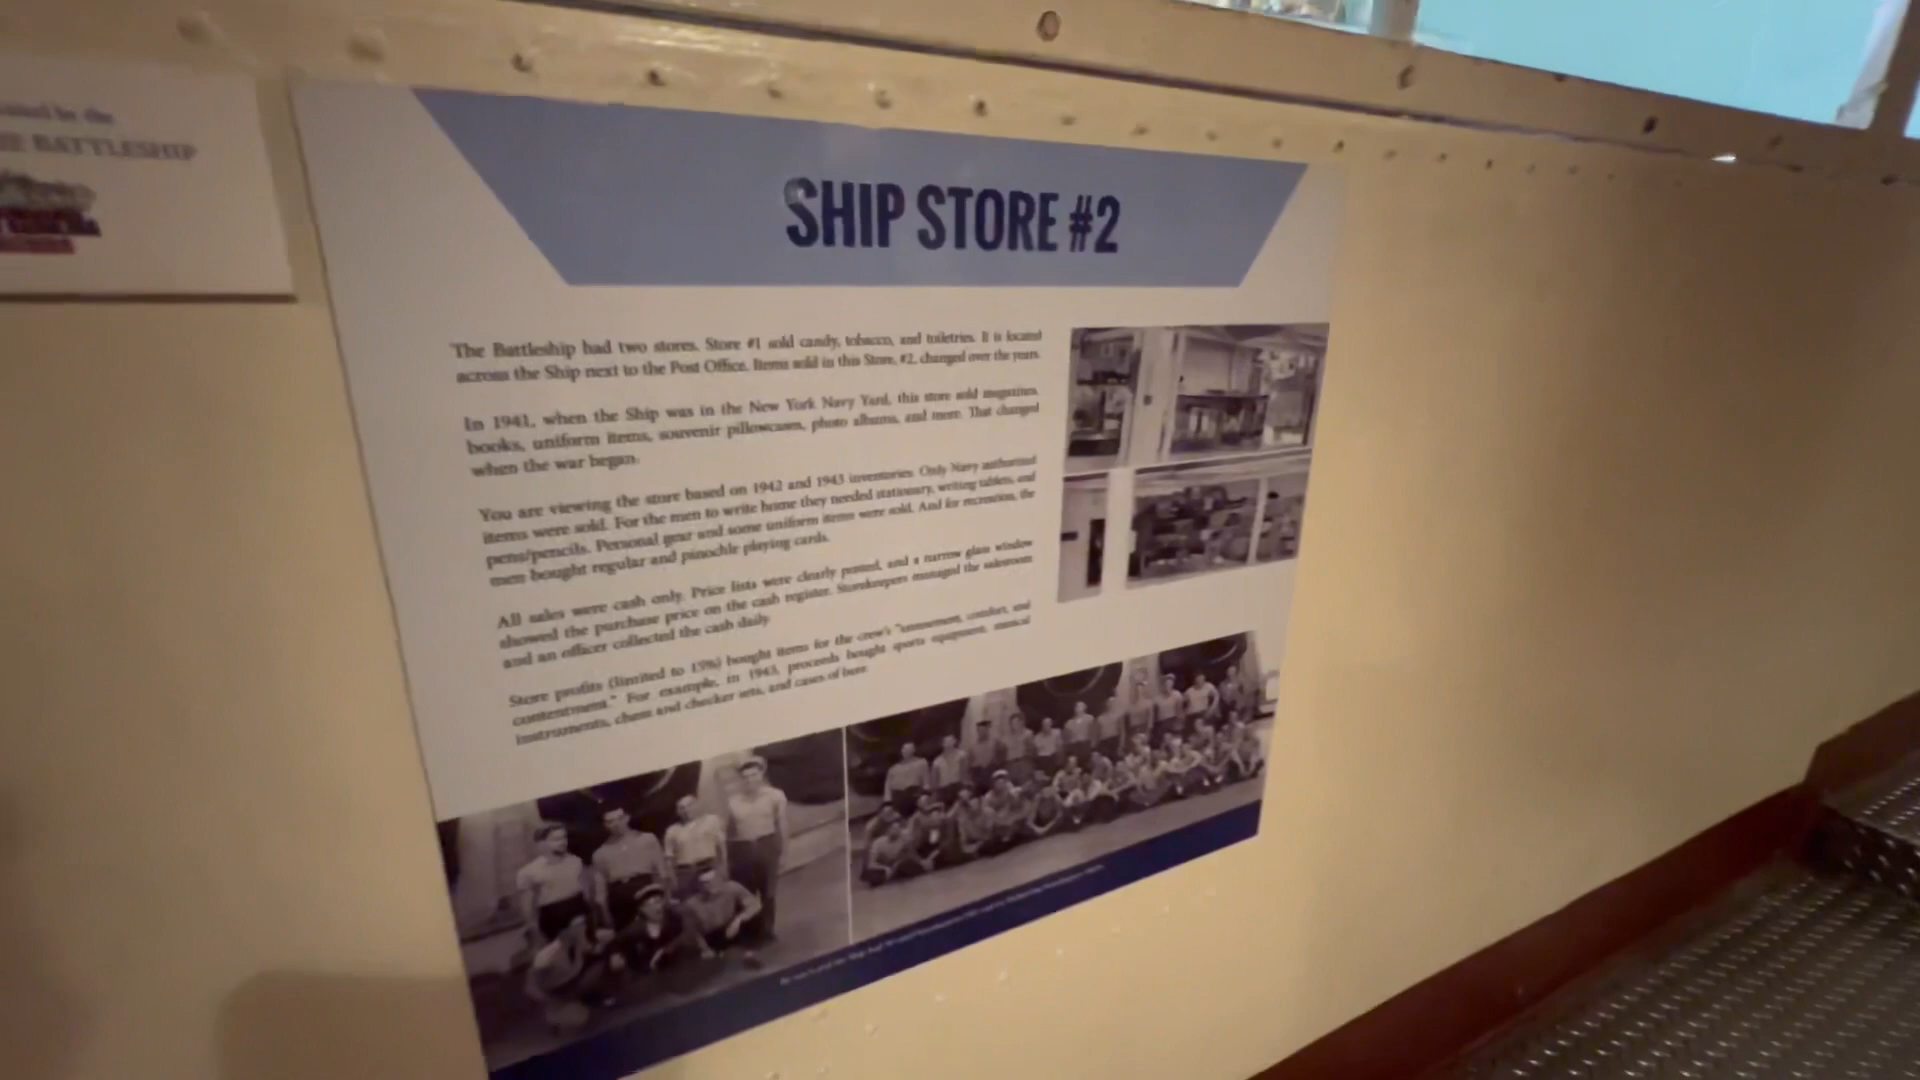 BATTLESHIP
SHIP STORE #2
The Battleship had two stores. Store #1 sold candy, tobacco, and toiletries. It is located
across the Ship next to the Post Office. Items sold in this Store, #2, changed over the years.
In 1941, when the Ship was in the New York Navy Yard, this store sold magazines,
books, uniform items, souvenir pillowcases, photo albums, and more. That changed
when the war began.
You are viewing the store based on 1942 and 1943 inventories. Only Navy authorized
items were sold. For the men to write home they needed stationary, writing tablets, and
pens/pencils. Personal gear and some uniform items were sold. And for recreation, the
men bought regular and pinochle playing cards.
All sales were cash only. Price lists were clearly posted, and a narrow glass window
showed the purchase price on the cash register. Storekeepers managed the salesroom
and an officer collected the cash daily.
Store profits (limited to 15%) bought items for the crew's "amusement, comfort, and
contentment." For example, in 1943, proceeds bought sports equipment, musical
instruments, chess and checker sets, and cases of beer.